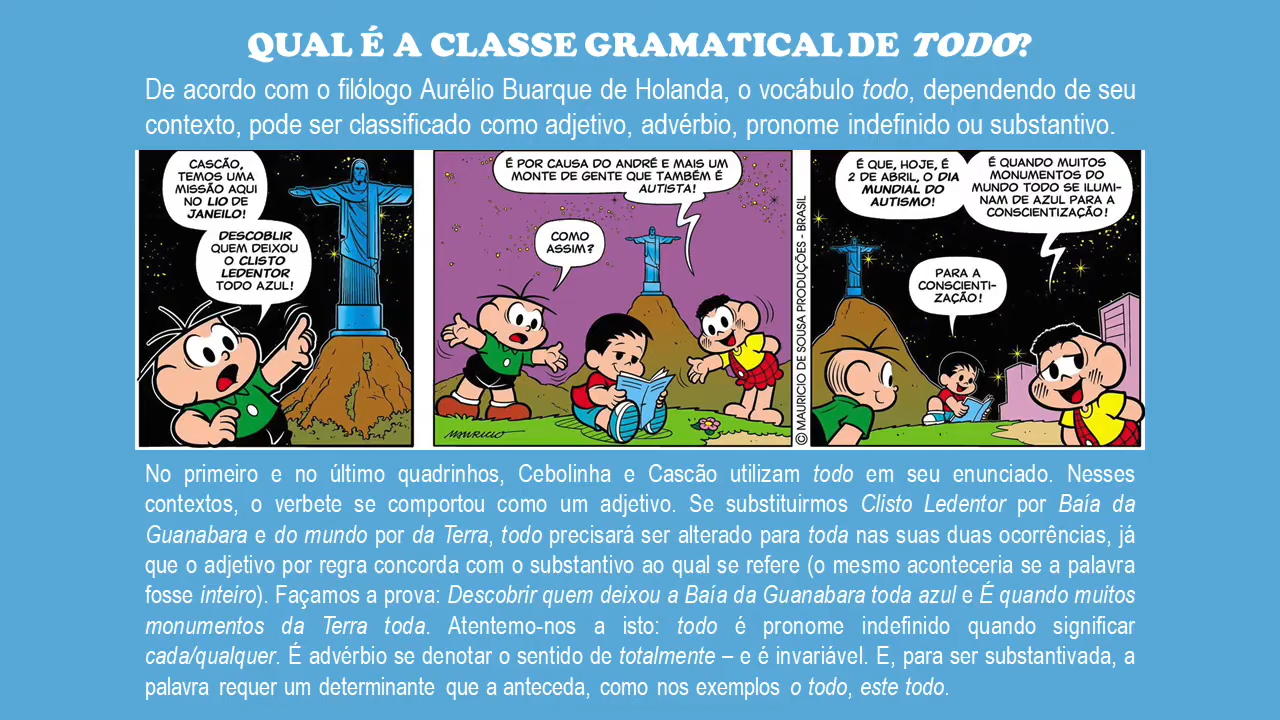 QUAL É A CLASSE GRAMATICAL DE TODO?
De acordo com o filólogo Aurélio Buarque de Holanda, o vocábulo todo, dependendo de seu
contexto, pode ser classificado como adjetivo, advérbio, pronome indefinido ou substantivo.
CASCÃO,
TEMOS UMA
MISSÃO AQUI
NO LIO DE
JANEILO!
DESCOBLIR
QUEM DEIXOU
O CLISTO
LEDENTOR
TODO AZUL!
É POR CAUSA DO ANDRÉ E MAIS UM
MONTE DE GENTE QUE TAMBÉM É
AUTISTA!
COMO
ASSIM?
MAURICIO
© MAURICIO DE SOUSA PRODUÇÕES - BRASIL
É QUE, HOJE, É
2 DE ABRIL, O DIA
MUNDIAL DO
AUTISMO!
É QUANDO MUITOS
MONUMENTOS DO
MUNDO TODO SE ILUMI-
NAM DE AZUL PARA A
CONSCIENTIZAÇÃO!
PARA A
CONSCIENTI-
ZAÇÃO!
No primeiro e no último quadrinhos, Cebolinha e Cascão utilizam todo em seu enunciado. Nesses
contextos, o verbete se comportou como um adjetivo. Se substituirmos Clisto Ledentor por Baía da
Guanabara e do mundo por da Terra, todo precisará ser alterado para toda nas suas duas ocorrências, já
que o adjetivo por regra concorda com o substantivo ao qual se refere (o mesmo aconteceria se a palavra
fosse inteiro). Façamos a prova: Descobrir quem deixou a Baía da Guanabara toda azul e É quando muitos
monumentos da Terra toda. Atentemo-nos a isto: todo é pronome indefinido quando significar
cada/qualquer. É advérbio se denotar o sentido de totalmente – e é invariável. E, para ser substantivada, a
palavra requer um determinante que a anteceda, como nos exemplos o todo, este todo.